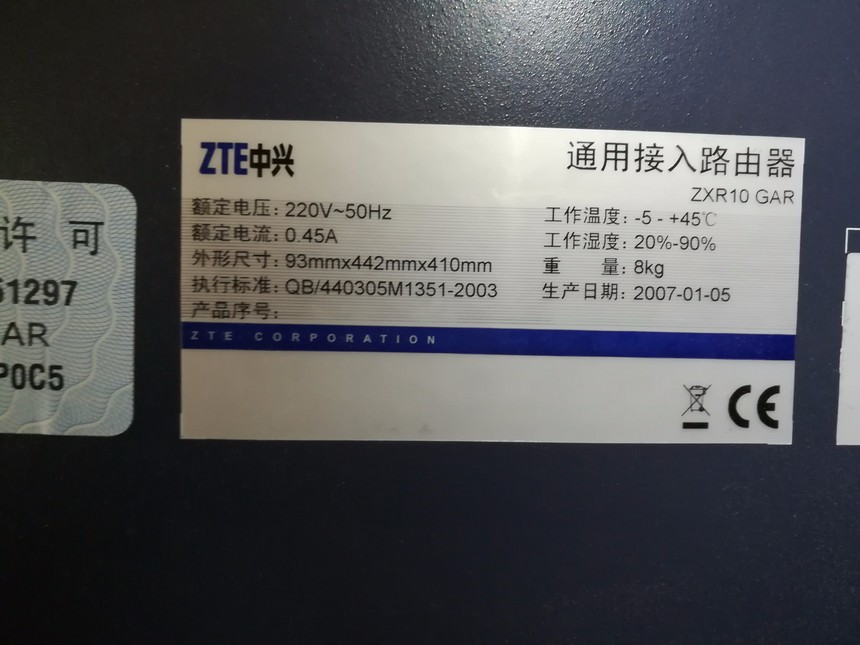 ZTE中兴
通用接入路由器
ZXR10 GAR
额定电压: 220V~50Hz
额定电流: 0.45A
外形尺寸: 93mmx442mmx410mm
执行标准: QB/440305M1351-2003
产品序号:
工作温度: -5 - +45℃
工作湿度: 20%-90%
重 量: 8kg
生产日期: 2007-01-05
ZTE CORPORATION
CE
许 可
51297
AR
P0C5